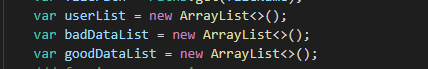 var userList = new ArrayList<>();
var badDataList = new ArrayList<>();
var goodDataList = new ArrayList<>();